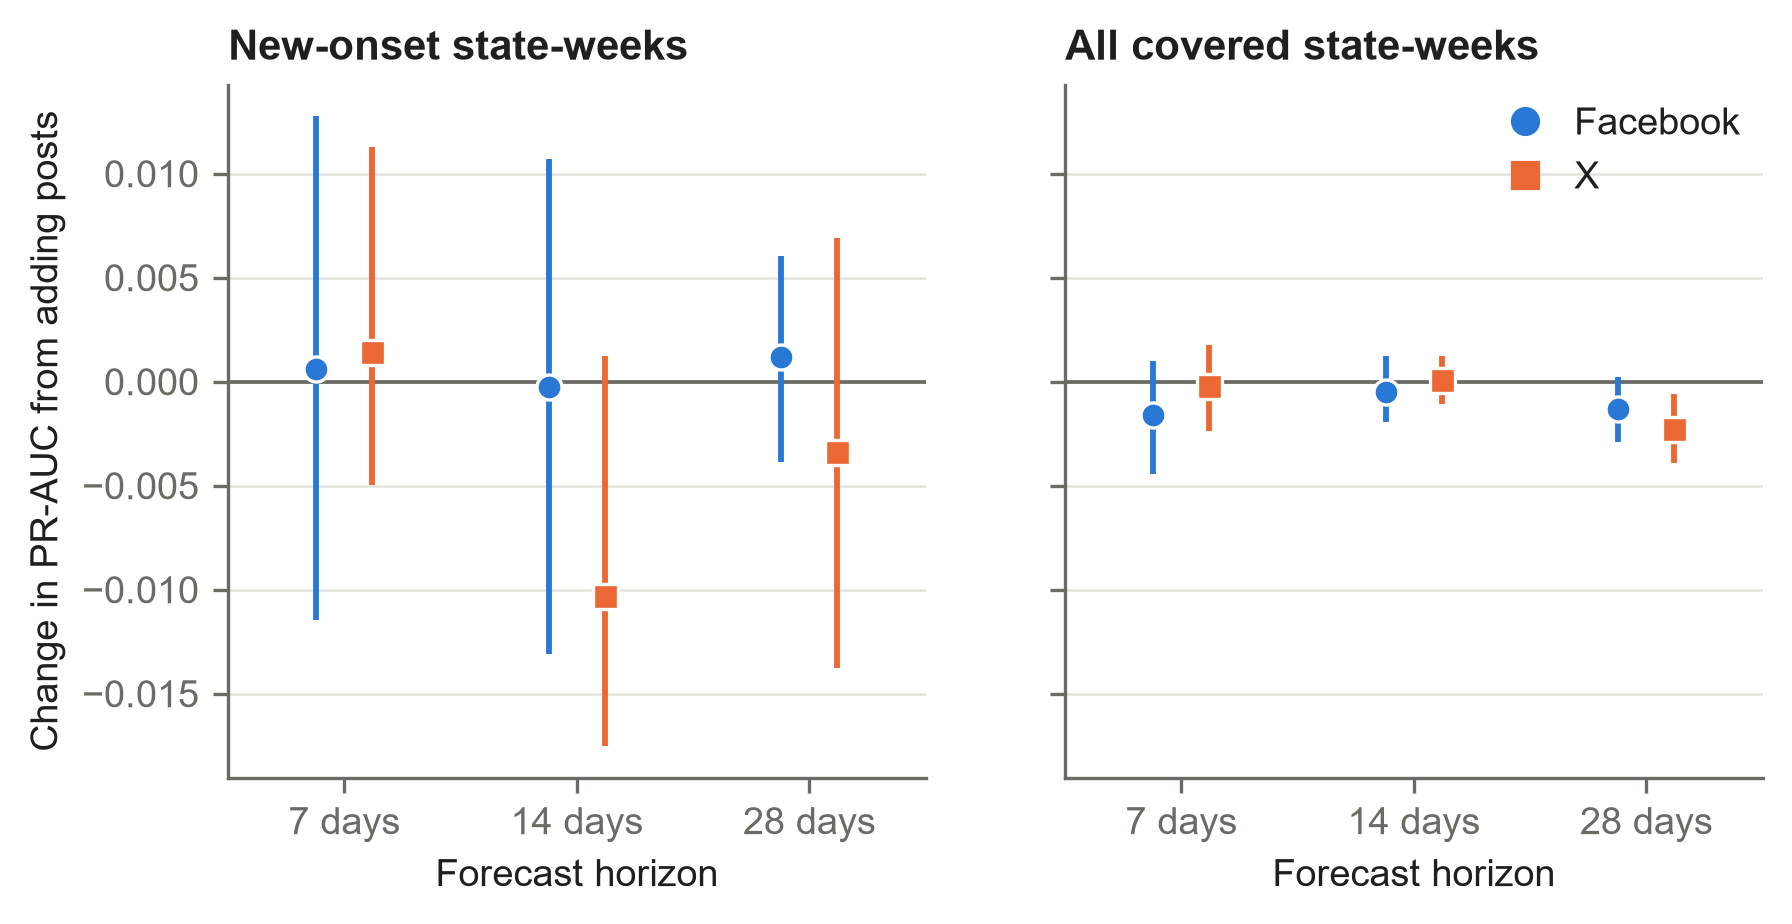 New-onset state-weeks
All covered state-weeks
Change in PR-AUC from adding posts
0.010
0.005
0.000
−0.005
−0.010
−0.015
Facebook
X
7 days
14 days
28 days
7 days
14 days
28 days
Forecast horizon
Forecast horizon